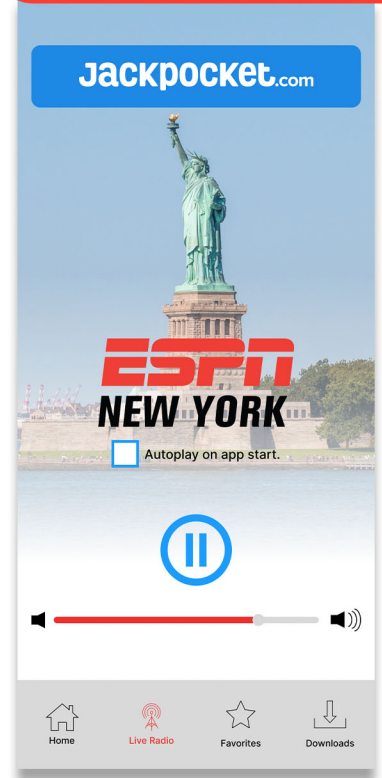 Jackpocket.com
ESPN
NEW YORK
Autoplay on app start.
Home
Live Radio
Favorites
Downloads